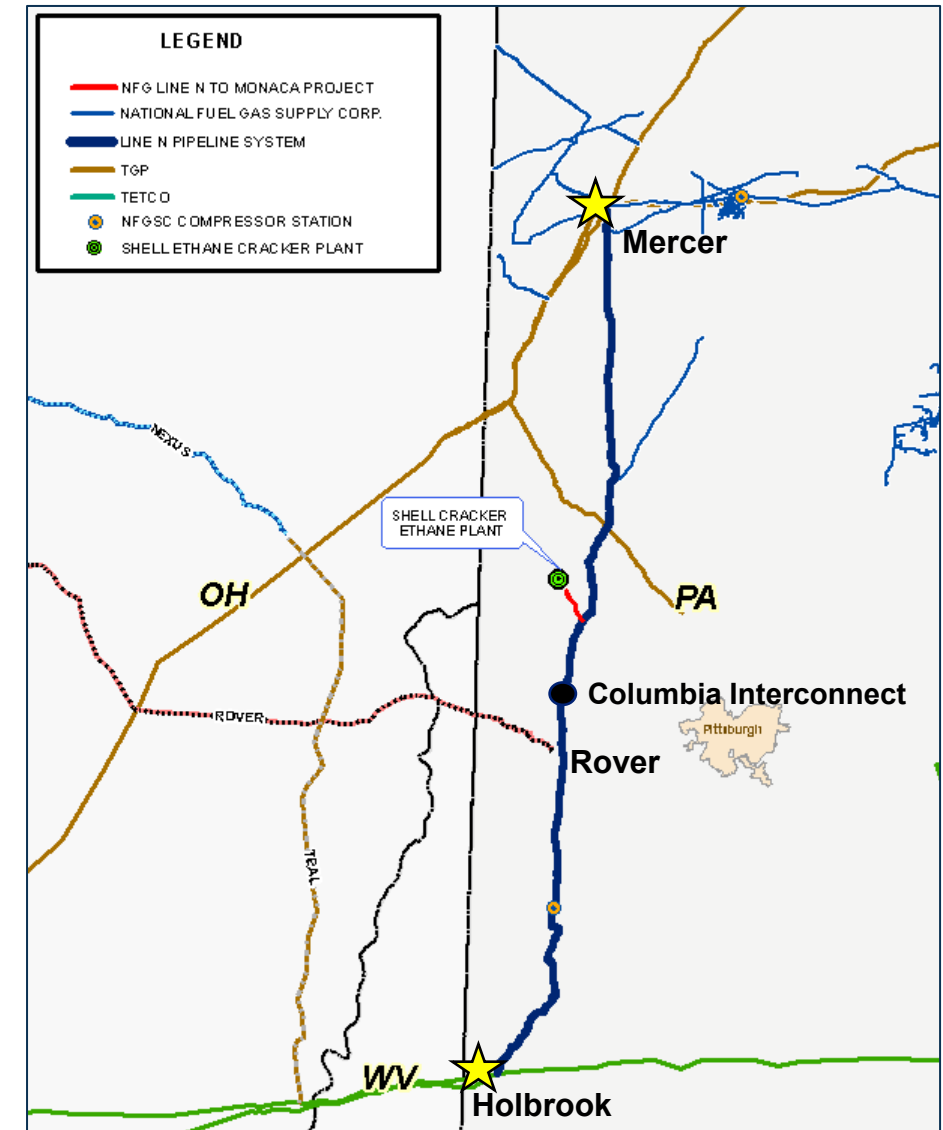 LEGEND
NFG LINE N TO MONACA PROJECT
NATIONAL FUEL GAS SUPPLY CORP.
LINE N PIPELINE SYSTEM
TGP
TETCO
NFGSC COMPRESSOR STATION
SHELL ETHANE CRACKER PLANT
Mercer
NEXUS
SHELL CRACKER
ETHANE PLANT
OH
PA
Columbia Interconnect
ROVER
Pittsburgh
Rover
TEAL
WV
Holbrook